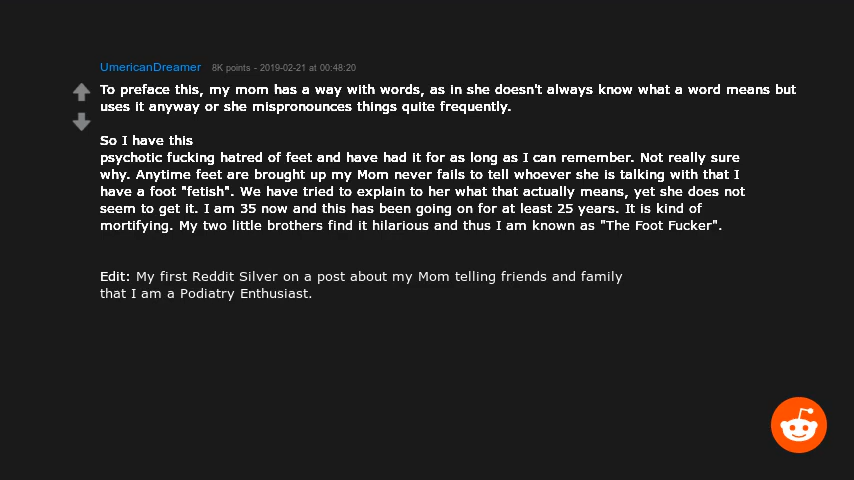 UmericanDreamer 8K points - 2019-02-21 at 00:48:20
To preface this, my mom has a way with words, as in she doesn't always know what a word means but
uses it anyway or she mispronounces things quite frequently.
So I have this
psychotic fucking hatred of feet and have had it for as long as I can remember. Not really sure
why. Anytime feet are brought up my Mom never fails to tell whoever she is talking with that I
have a foot "fetish". We have tried to explain to her what that actually means, yet she does not
seem to get it. I am 35 now and this has been going on for at least 25 years. It is kind of
mortifying. My two little brothers find it hilarious and thus I am known as "The Foot Fucker".
Edit: My first Reddit Silver on a post about my Mom telling friends and family
that I am a Podiatry Enthusiast.